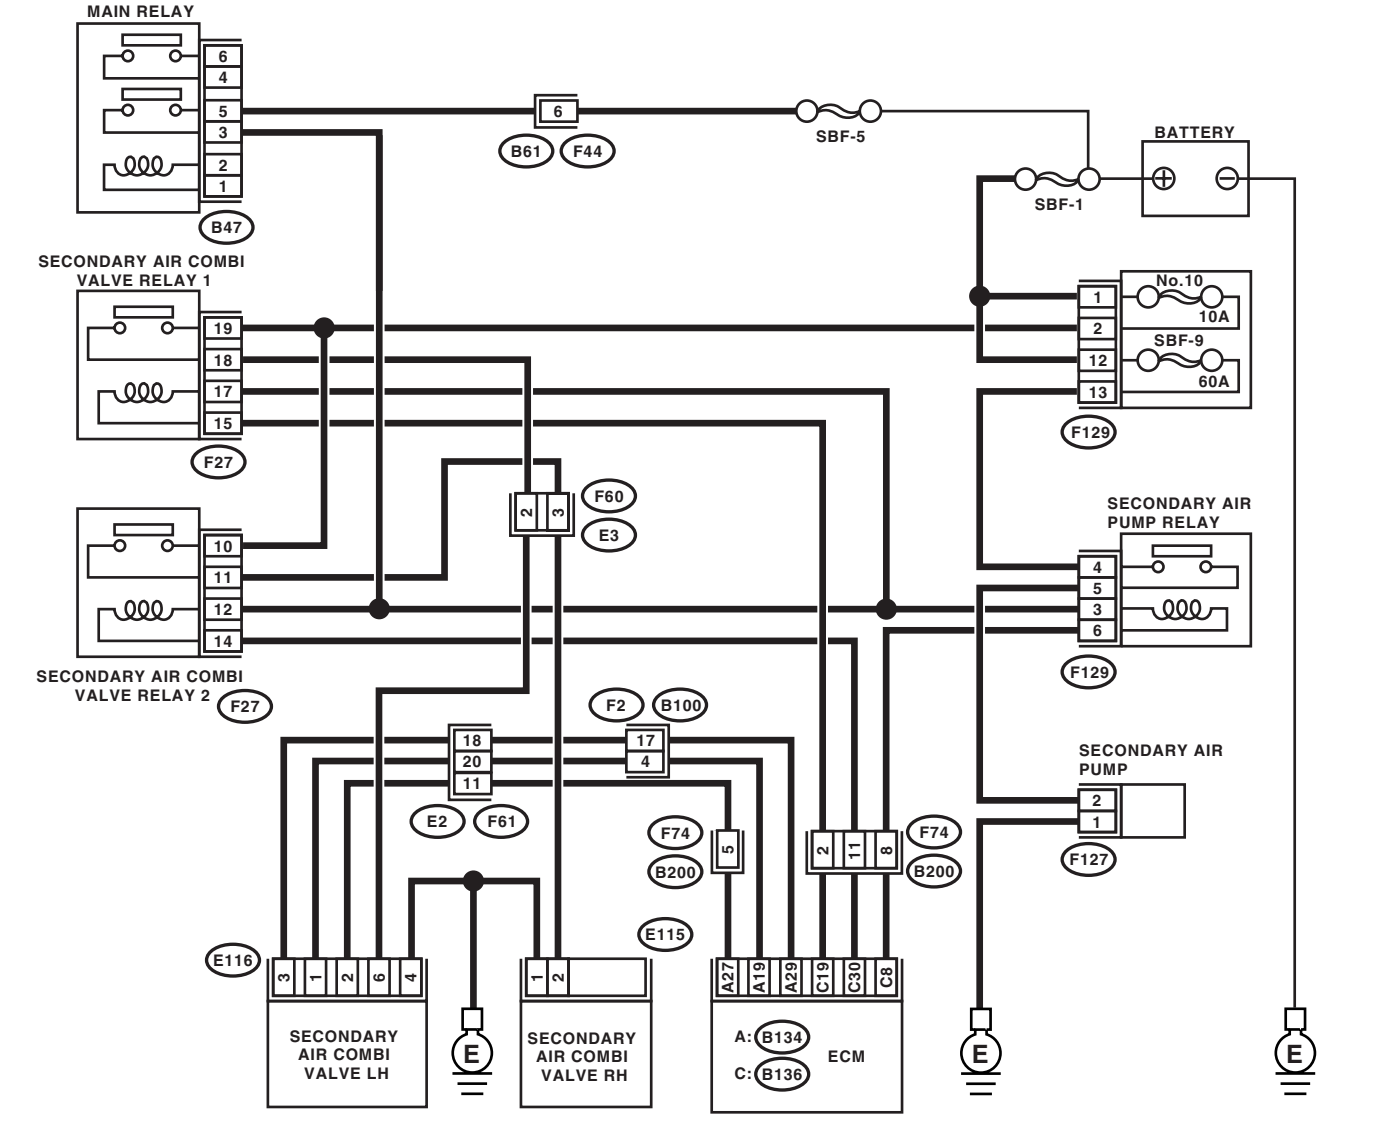 MAIN RELAY
6
4
5
3
2
1
B47
6
B61
F44
SBF-5
BATTERY
+
−
SBF-1
SECONDARY AIR COMBI
VALVE RELAY 1
19
18
17
15
F27
1
2
12
13
No.10
10A
SBF-9
60A
F129
2
3
F60
E3
10
11
12
14
SECONDARY AIR COMBI
VALVE RELAY 2
F27
SECONDARY AIR
PUMP RELAY
4
5
3
6
F129
F2
B100
18
20
11
17
4
E2
F61
SECONDARY AIR
PUMP
2
1
F127
F74
B200
5
2
11
8
F74
B200
E116
E115
3
1
2
6
4
1
2
A27
A19
A29
C19
C30
C8
SECONDARY
AIR COMBI
VALVE LH
E
SECONDARY
AIR COMBI
VALVE RH
A: B134
C: B136
ECM
E
E